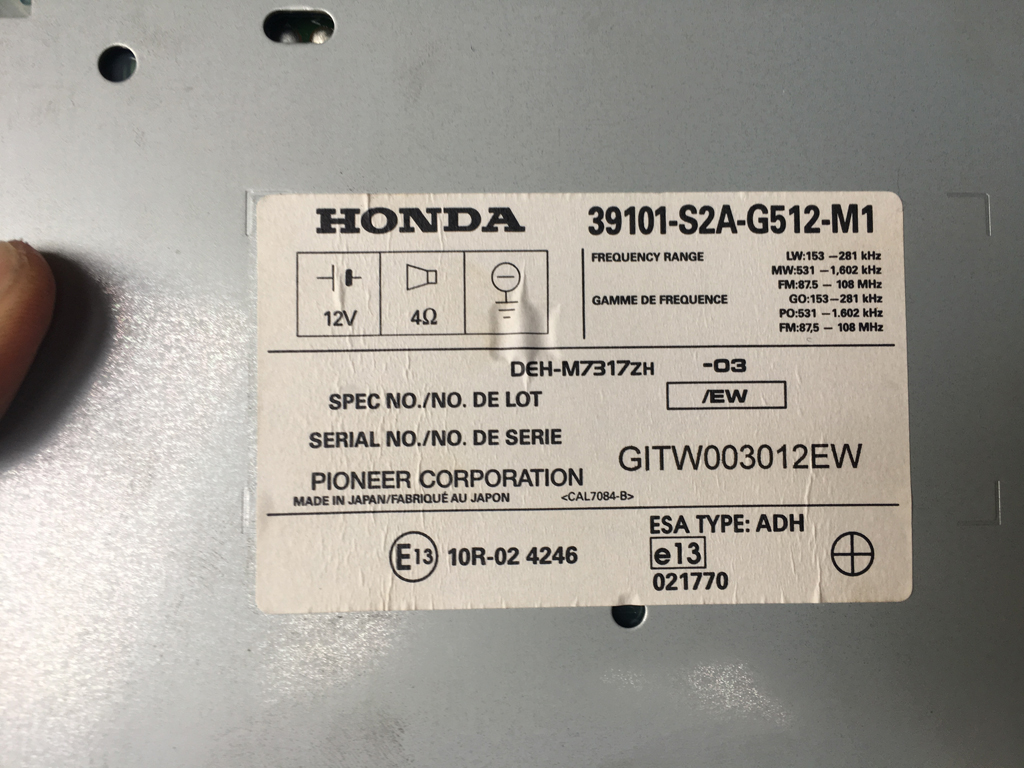 HONDA
39101-S2A-G512-M1
12V
4Ω
FREQUENCY RANGE
LW:153 – 281 kHz
MW:531 – 1,602 kHz
FM:87.5 – 108 MHz
GAMME DE FREQUENCE
GO:153 – 281 kHz
PO:531 – 1.602 kHz
FM:87,5 – 108 MHz
DEH-M7317ZH -03
SPEC NO./NO. DE LOT /EW
SERIAL NO./NO. DE SERIE
GITW003012EW
PIONEER CORPORATION
MADE IN JAPAN/FABRIQUÉ AU JAPON <CAL7084-B>
ESA TYPE: ADH
E13 10R-02 4246
e13
021770